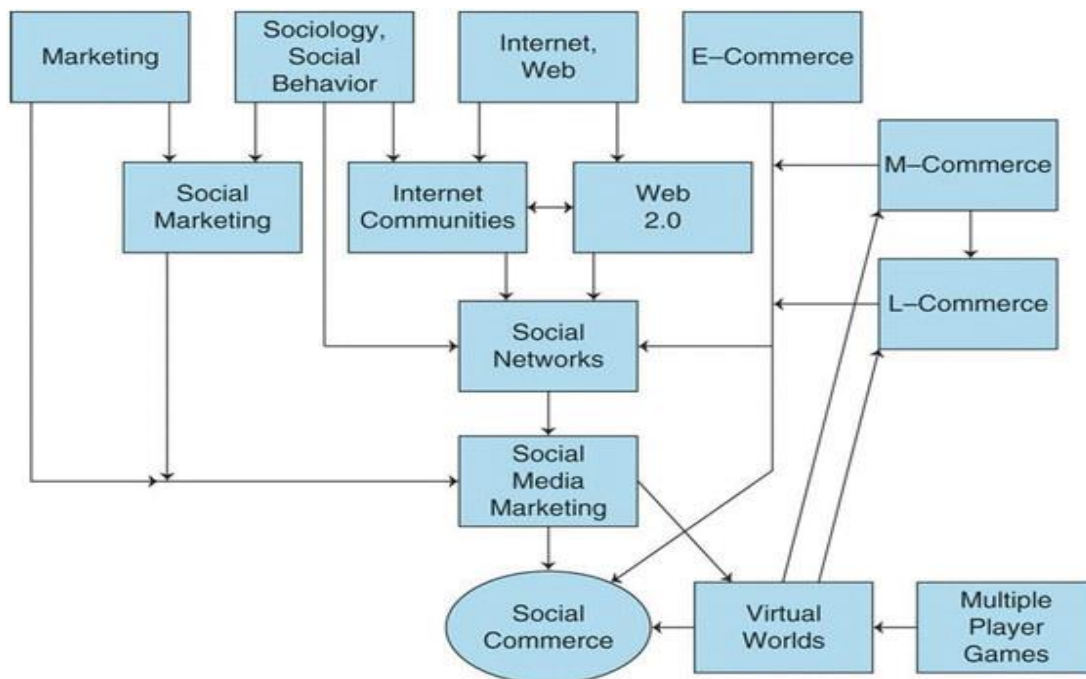 Marketing
Sociology,
Social
Behavior
Internet,
Web
E–Commerce
M–Commerce
Social
Marketing
Internet
Communities
Web
2.0
L–Commerce
Social
Networks
Social
Media
Marketing
Social
Commerce
Virtual
Worlds
Multiple
Player
Games